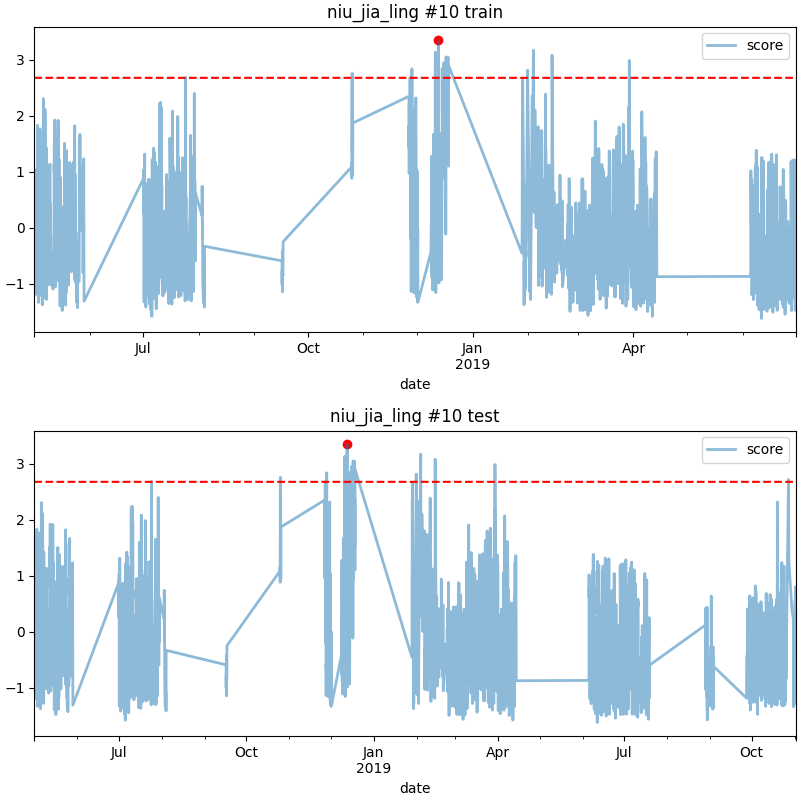 niu_jia_ling #10 train
score
3
2
1
0
−1
Jul
Oct
Jan
2019
Apr
date
niu_jia_ling #10 test
score
3
2
1
0
−1
Jul
Oct
Jan
2019
Apr
Jul
Oct
date